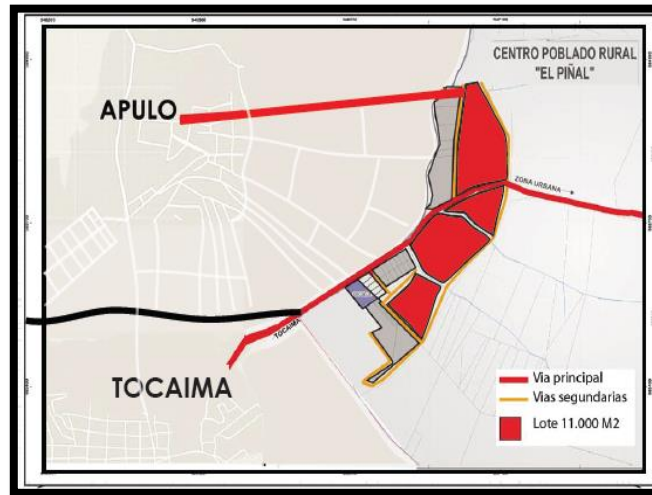 CENTRO POBLADO RURAL
"EL PIÑAL"
APULO
ZONA URBANA
TOCAIMA
TOCAIMA
Via principal
Vias segundarias
Lote 11.000 M2